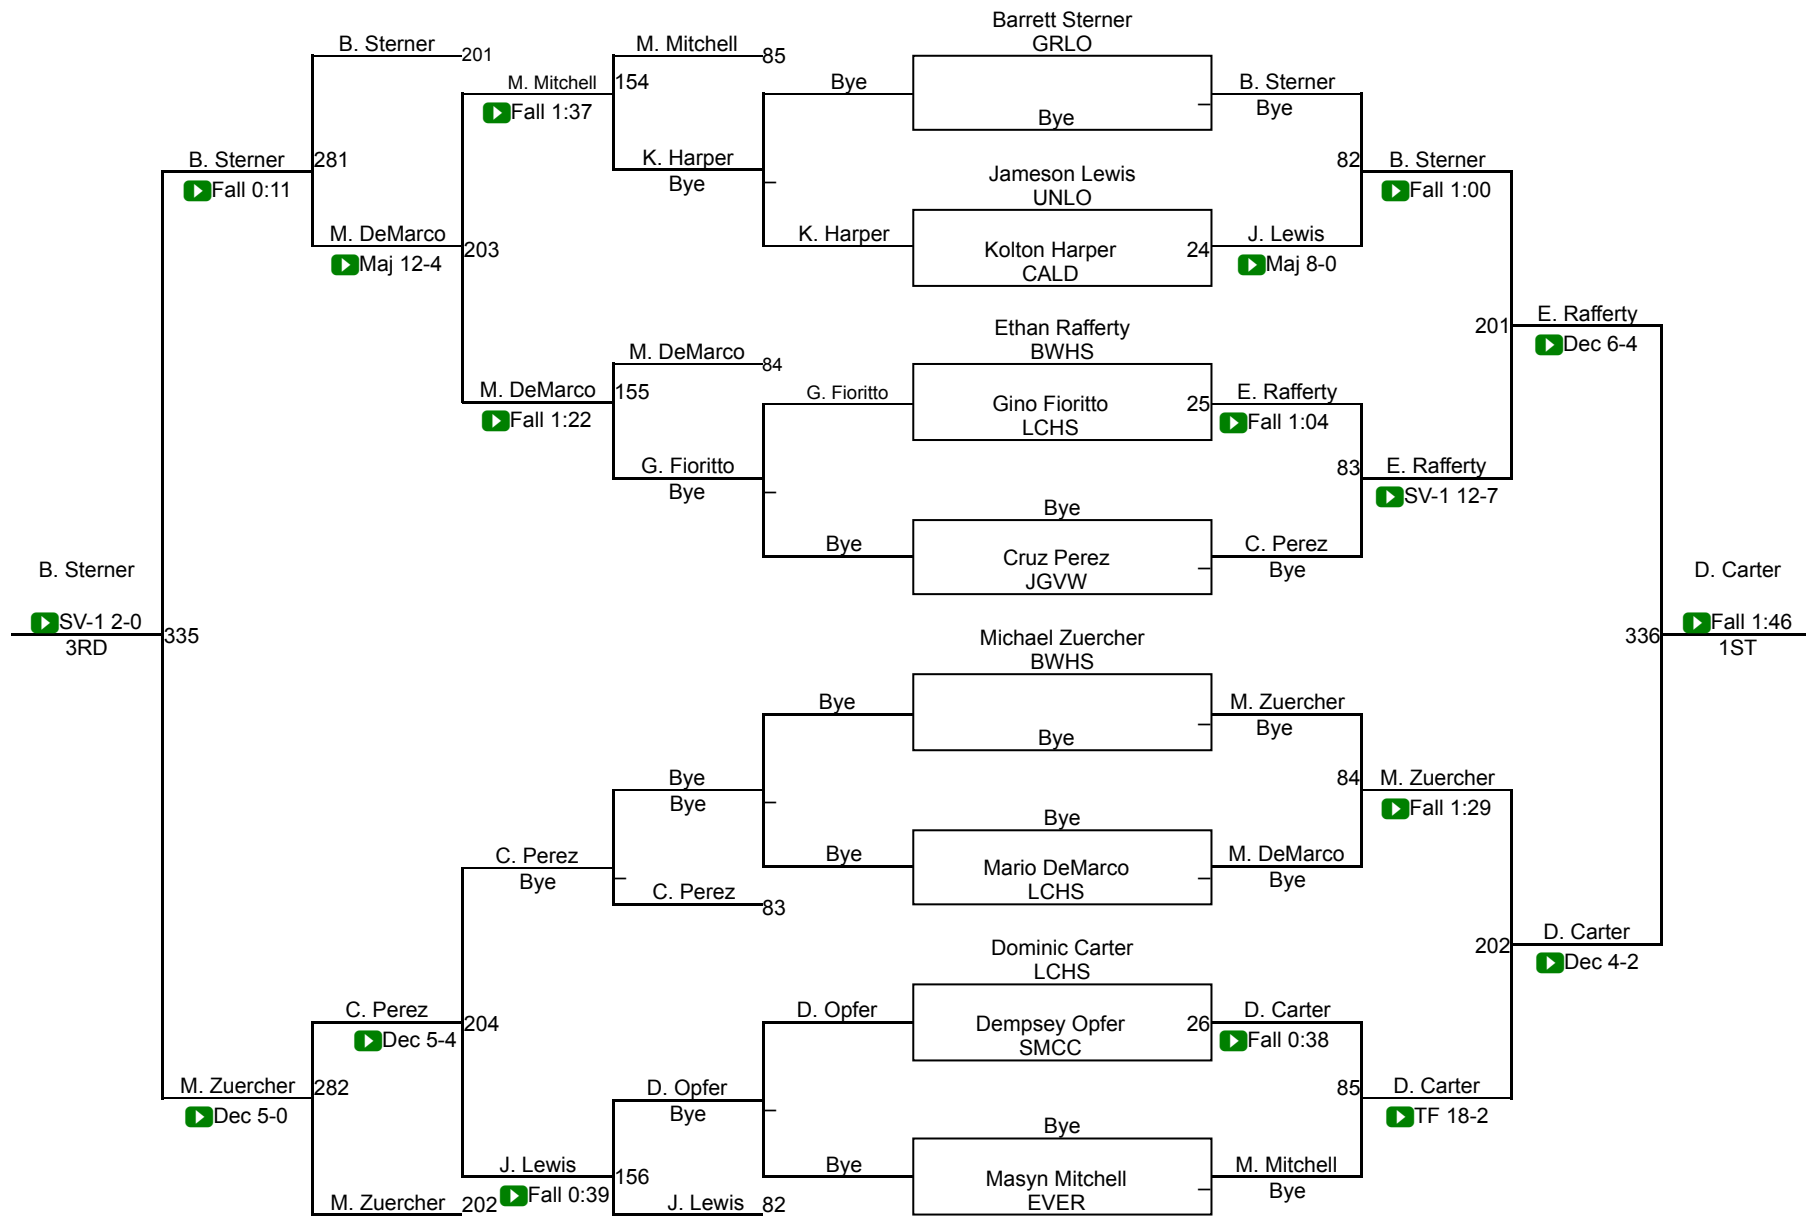 Barrett Sterner
B. Sterner
M. Mitchell
GRLO
201
85
M. Mitchell
154
Bye
B. Sterner
Fall 1:37
Bye
Bye
B. Sterner
281
K. Harper
82
B. Sterner
Fall 0:11
Bye
Jameson Lewis
Fall 1:00
UNLO
M. DeMarco
203
K. Harper
Kolton Harper
24
J. Lewis
Maj 12-4
CALD
Maj 8-0
Ethan Rafferty
201
E. Rafferty
M. DeMarco
BWHS
Dec 6-4
84
M. DeMarco
155
G. Fioritto
Gino Fioritto
25
E. Rafferty
Fall 1:22
LCHS
Fall 1:04
G. Fioritto
83
E. Rafferty
Bye
SV-1 12-7
Bye
Bye
Cruz Perez
C. Perez
B. Sterner
JGVW
Bye
D. Carter
SV-1 2-0
335
Michael Zuercher
336
Fall 1:46
3RD
BWHS
1ST
Bye
M. Zuercher
Bye
Bye
Bye
84
M. Zuercher
Bye
Bye
Fall 1:29
C. Perez
Bye
Mario DeMarco
M. DeMarco
Bye
C. Perez
LCHS
Bye
83
Dominic Carter
202
D. Carter
LCHS
Dec 4-2
C. Perez
204
D. Opfer
Dempsey Opfer
26
D. Carter
Dec 5-4
SMCC
Fall 0:38
M. Zuercher
282
D. Opfer
85
D. Carter
Dec 5-0
Bye
Bye
TF 18-2
J. Lewis
156
Bye
Masyn Mitchell
M. Mitchell
M. Zuercher
202
Fall 0:39
J. Lewis
82
EVER
Bye